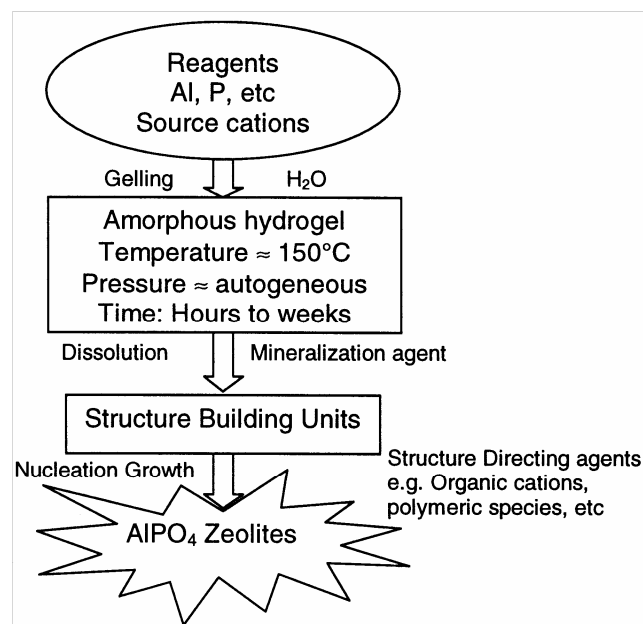 Reagents
Al, P, etc
Source cations
Gelling H₂O
Amorphous hydrogel
Temperature ≈ 150°C
Pressure ≈ autogeneous
Time: Hours to weeks
Dissolution Mineralization agent
Structure Building Units
Nucleation Growth
Structure Directing agents
e.g. Organic cations,
polymeric species, etc
AlPO₄ Zeolites